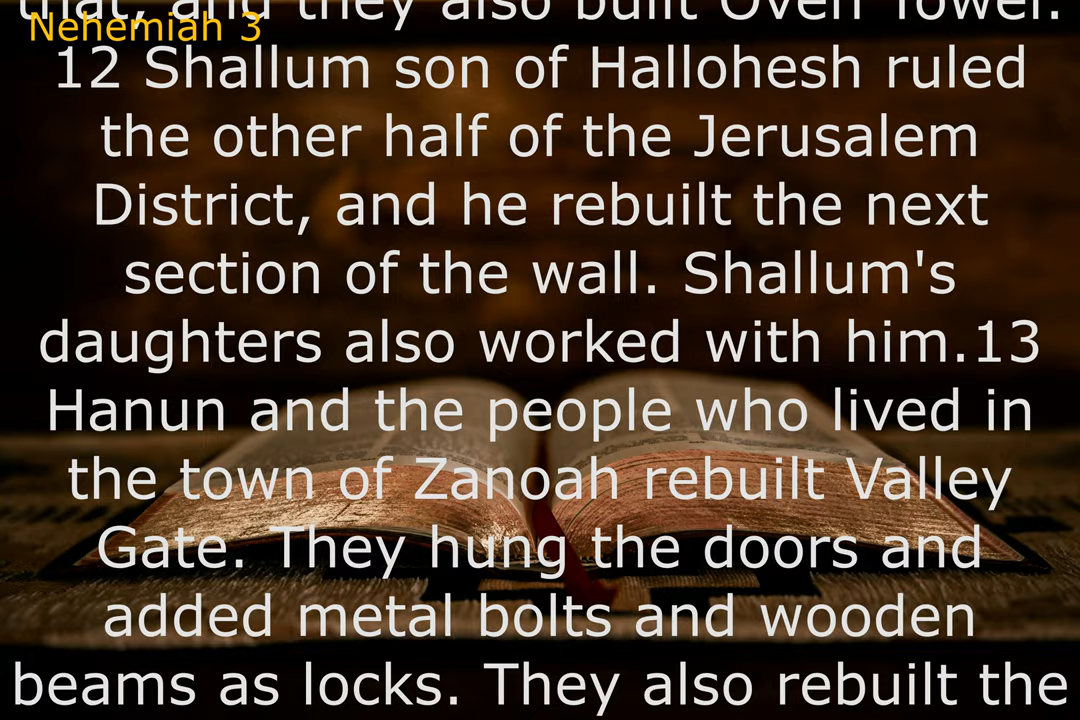 that, and they also built Oven Tower.
Nehemiah 3
12 Shallum son of Hallohesh ruled
the other half of the Jerusalem
District, and he rebuilt the next
section of the wall. Shallum's
daughters also worked with him.13
Hanun and the people who lived in
the town of Zanoah rebuilt Valley
Gate. They hung the doors and
added metal bolts and wooden
beams as locks. They also rebuilt the